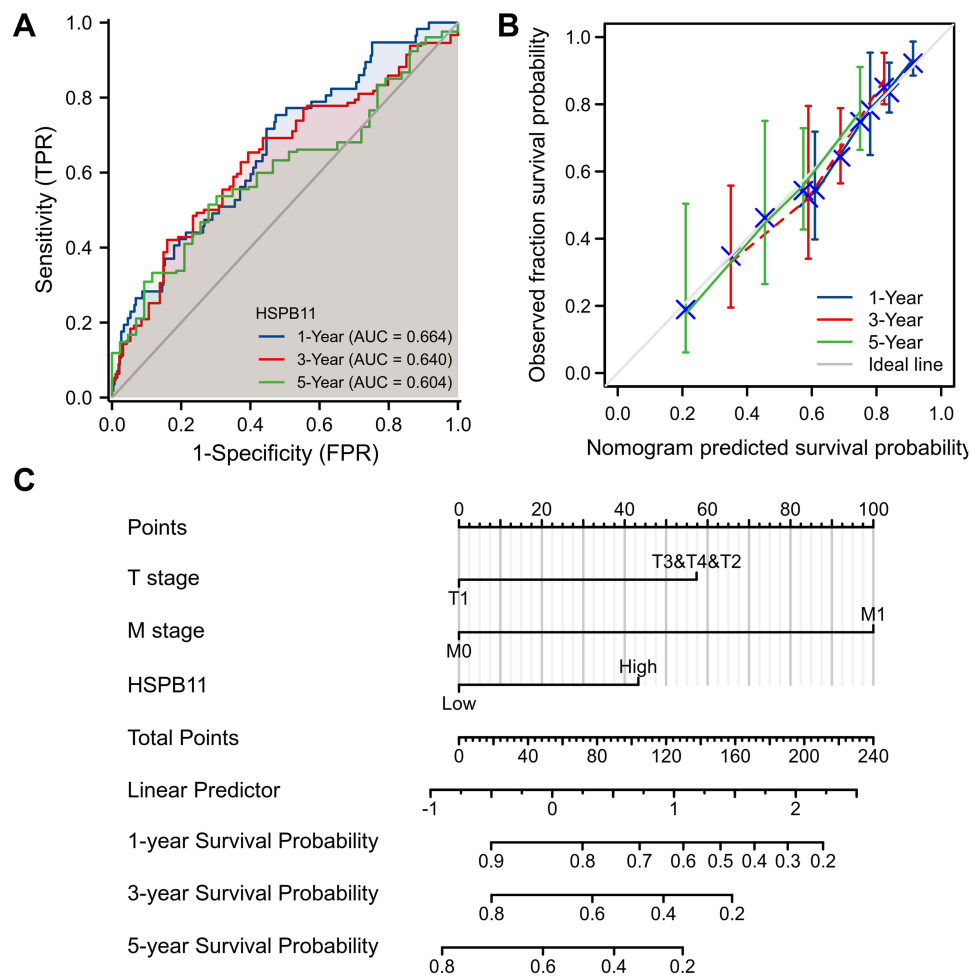 A
Sensitivity (TPR)
1.0
0.8
0.6
0.4
0.2
0.0
HSPB11
1-Year (AUC = 0.664)
3-Year (AUC = 0.640)
5-Year (AUC = 0.604)
0.0 0.2 0.4 0.6 0.8 1.0
1-Specificity (FPR)
B
Observed fraction survival probability
1.0
0.8
0.6
0.4
0.2
0.0
1-Year
3-Year
5-Year
Ideal line
0.0 0.2 0.4 0.6 0.8 1.0
Nomogram predicted survival probability
C
0 20 40 60 80 100
Points
T3&T4&T2
T stage
T1
M1
M stage
M0
High
HSPB11
Low
Total Points
0 40 80 120 160 200 240
Linear Predictor
-1 0 1 2
1-year Survival Probability
0.9 0.8 0.7 0.6 0.5 0.4 0.3 0.2
3-year Survival Probability
0.8 0.6 0.4 0.2
5-year Survival Probability
0.8 0.6 0.4 0.2